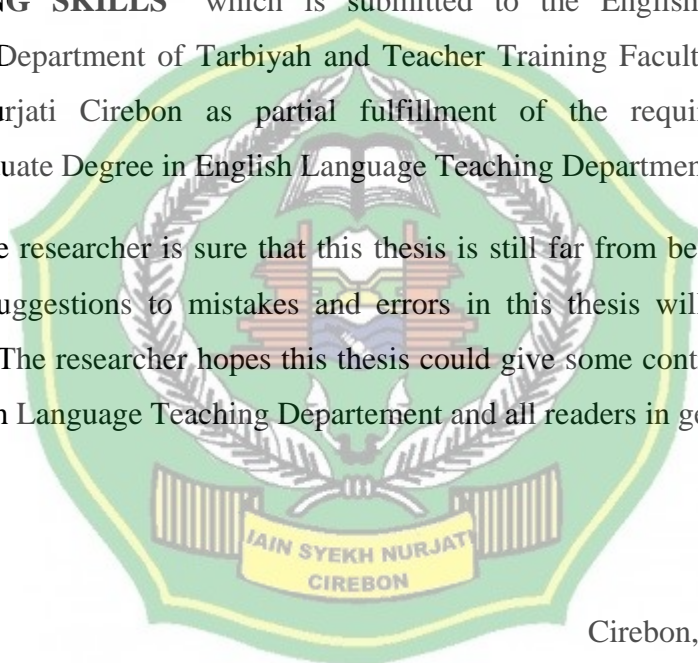 NG SKILLS" which is submitted to the English
Department of Tarbiyah and Teacher Training Facult
urjati Cirebon as partial fulfillment of the requi
uate Degree in English Language Teaching Departmen
e researcher is sure that this thesis is still far from be
uggestions to mistakes and errors in this thesis will
The researcher hopes this thesis could give some cont
n Language Teaching Departement and all readers in ge
IAIN SYEKH NURJATI
CIREBON
Cirebon,